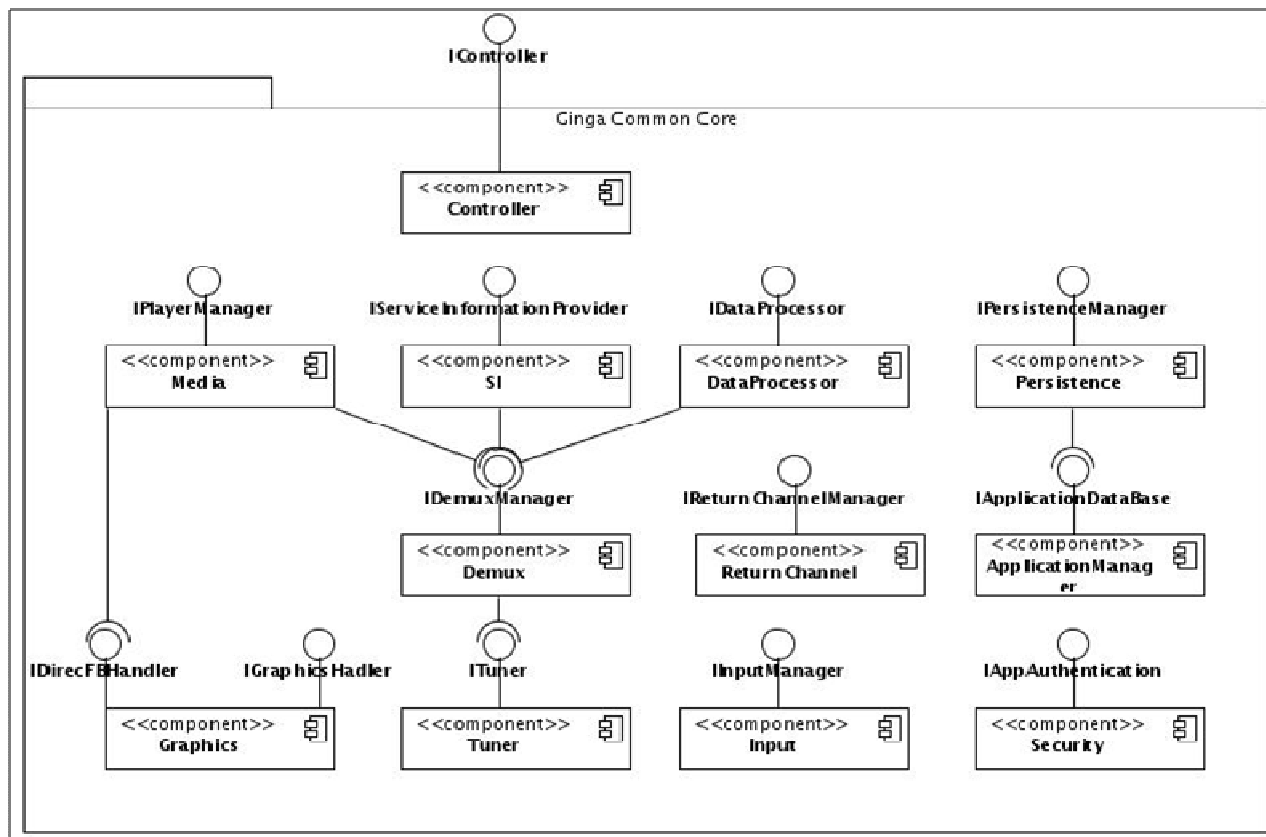 IController
Ginga Common Core
<<component>>
Controller
IPlayerManager
IServiceInformationProvider
IDataProcessor
IPersistenceManager
<<component>>
Media
<<component>>
SI
<<component>>
DataProcessor
<<component>>
Persistence
IDemuxManager
IReturnChannelManager
IApplicationDataBase
<<component>>
Demux
<<component>>
ReturnChannel
<<component>>
ApplicationManag
er
IDirecFBHandler
IGraphicsHadler
ITuner
IInputManager
IAppAuthentication
<<component>>
Graphics
<<component>>
Tuner
<<component>>
Input
<<component>>
Security